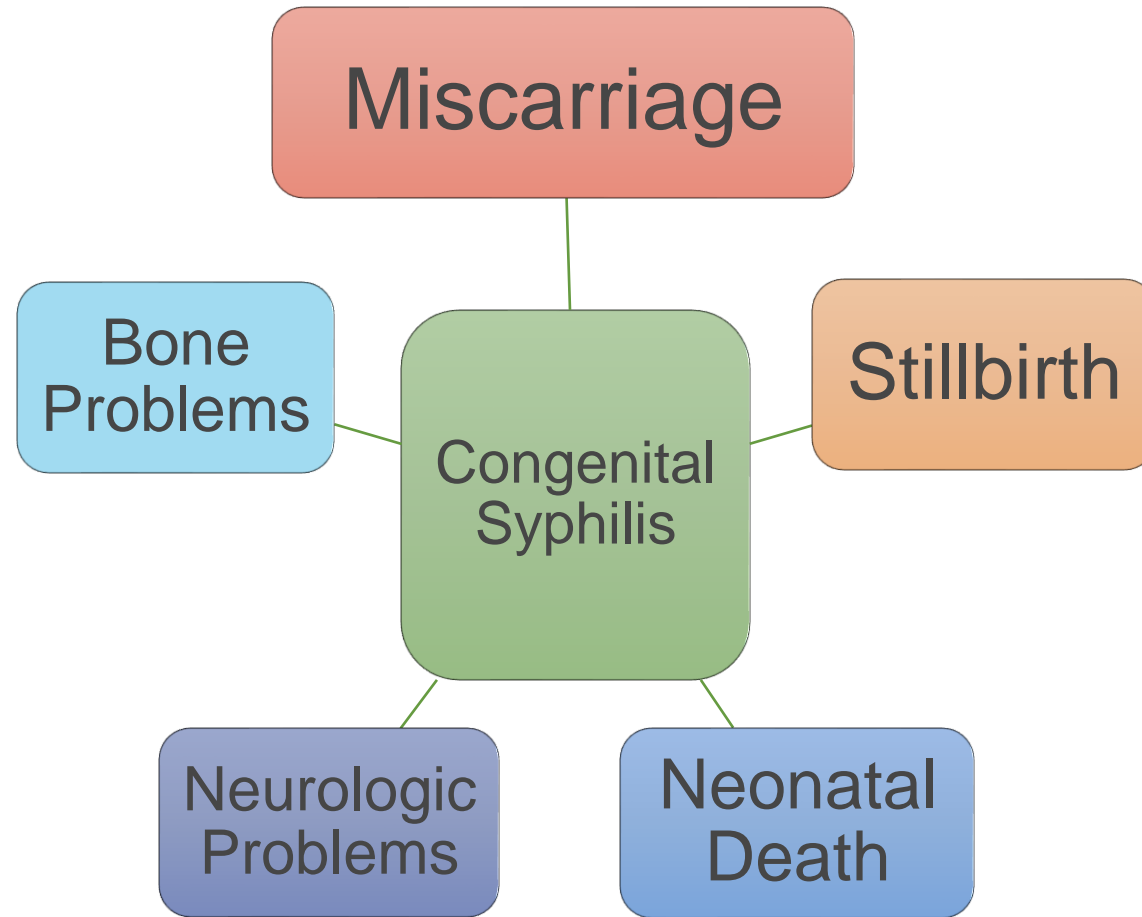 Miscarriage
Bone
Problems
Stillbirth
Congenital
Syphilis
Neurologic
Problems
Neonatal
Death